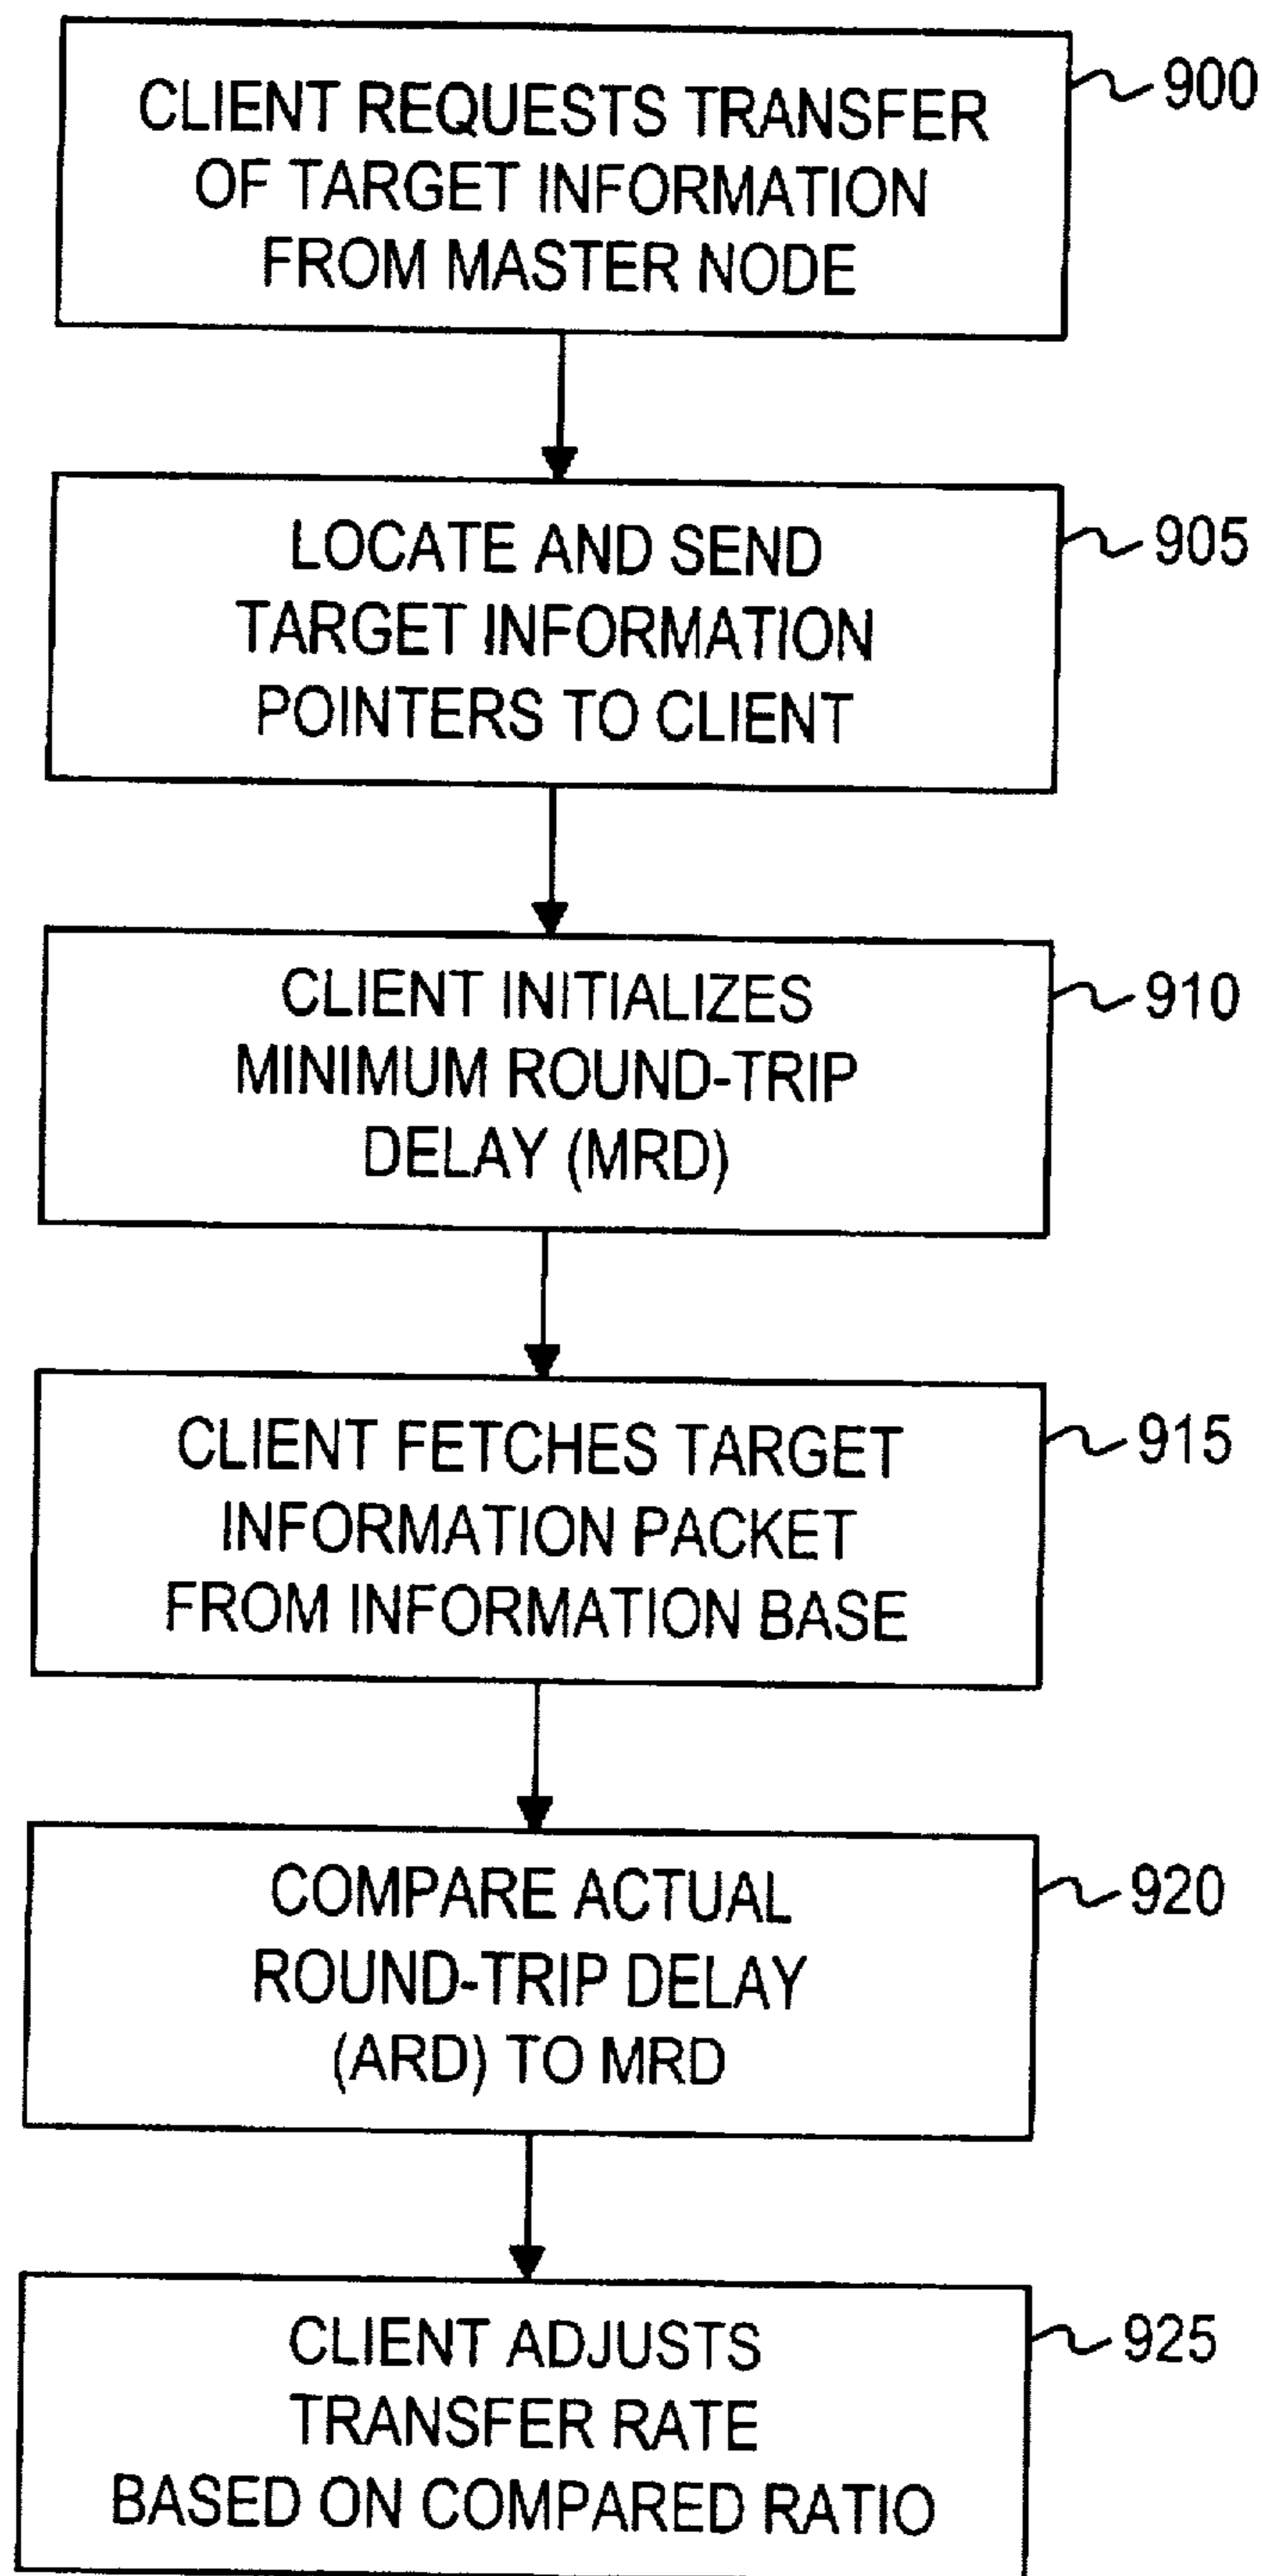 CLIENT REQUESTS TRANSFER
OF TARGET INFORMATION
FROM MASTER NODE
900
LOCATE AND SEND
TARGET INFORMATION
POINTERS TO CLIENT
905
CLIENT INITIALIZES
MINIMUM ROUND-TRIP
DELAY (MRD)
910
CLIENT FETCHES TARGET
INFORMATION PACKET
FROM INFORMATION BASE
915
COMPARE ACTUAL
ROUND-TRIP DELAY
(ARD) TO MRD
920
CLIENT ADJUSTS
TRANSFER RATE
BASED ON COMPARED RATIO
925